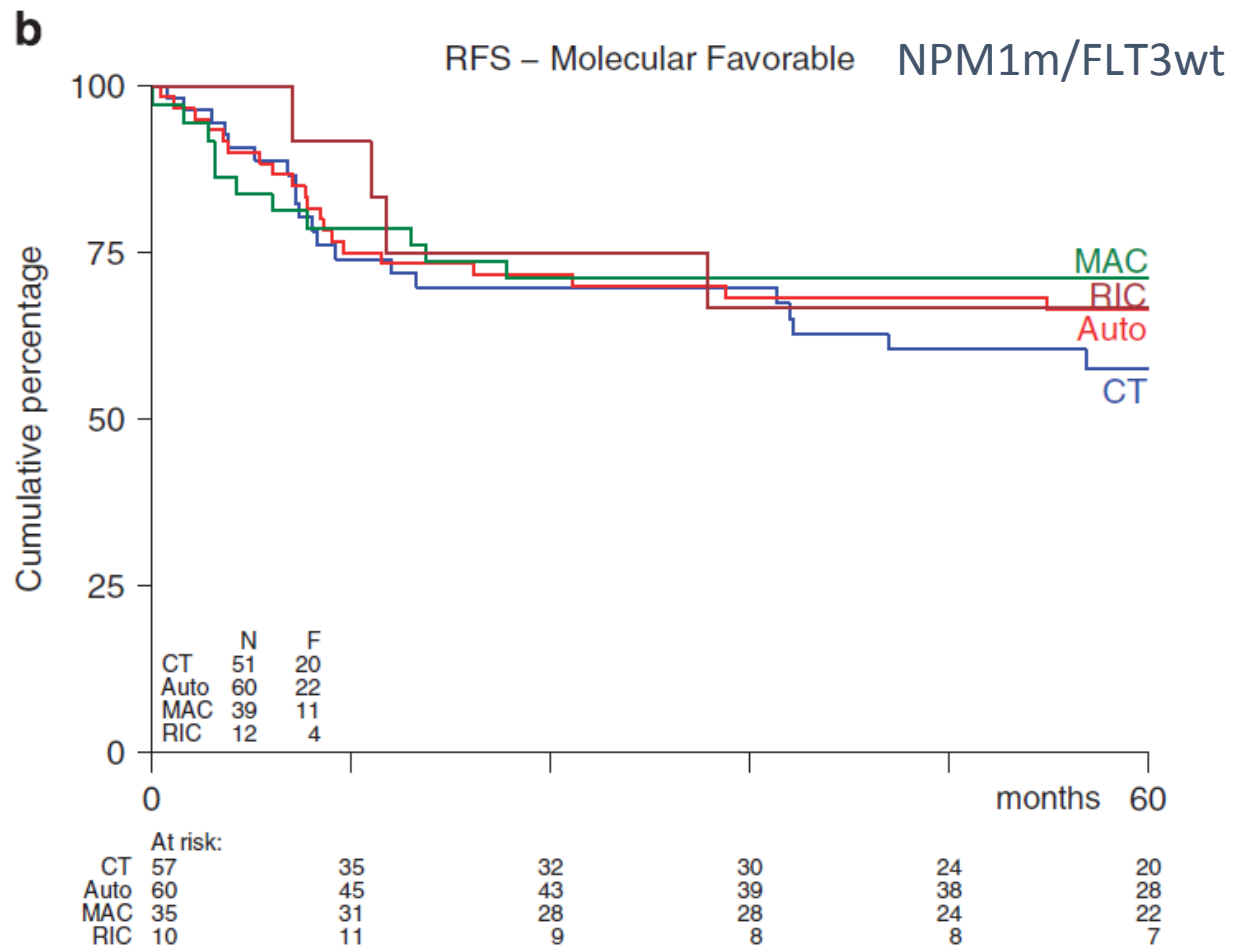 b
RFS – Molecular Favorable NPM1m/FLT3wt
Cumulative percentage
100
75
50
25
0
MAC
RIC
Auto
CT
N F
CT 51 20
Auto 60 22
MAC 39 11
RIC 12 4
0 months 60
At risk:
CT 57 35 32 30 24 20
Auto 60 45 43 39 38 28
MAC 35 31 28 28 24 22
RIC 10 11 9 8 8 7